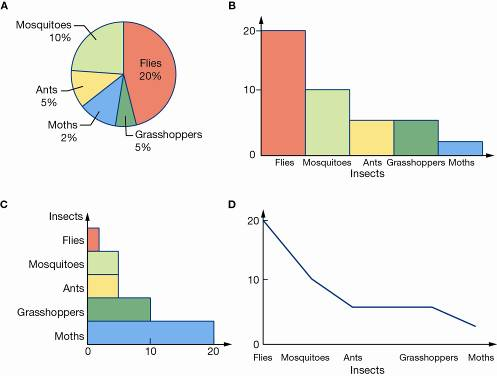 A
Mosquitoes
10%
Flies
20%
Ants
5%
Moths
2%
Grasshoppers
5%
B
20
10
0
Flies Mosquitoes Ants Grasshoppers Moths
Insects
C
Insects
Flies
Mosquitoes
Ants
Grasshoppers
Moths
0 10 20
D
20
10
0
Flies Mosquitoes Ants Grasshoppers Moths
Insects